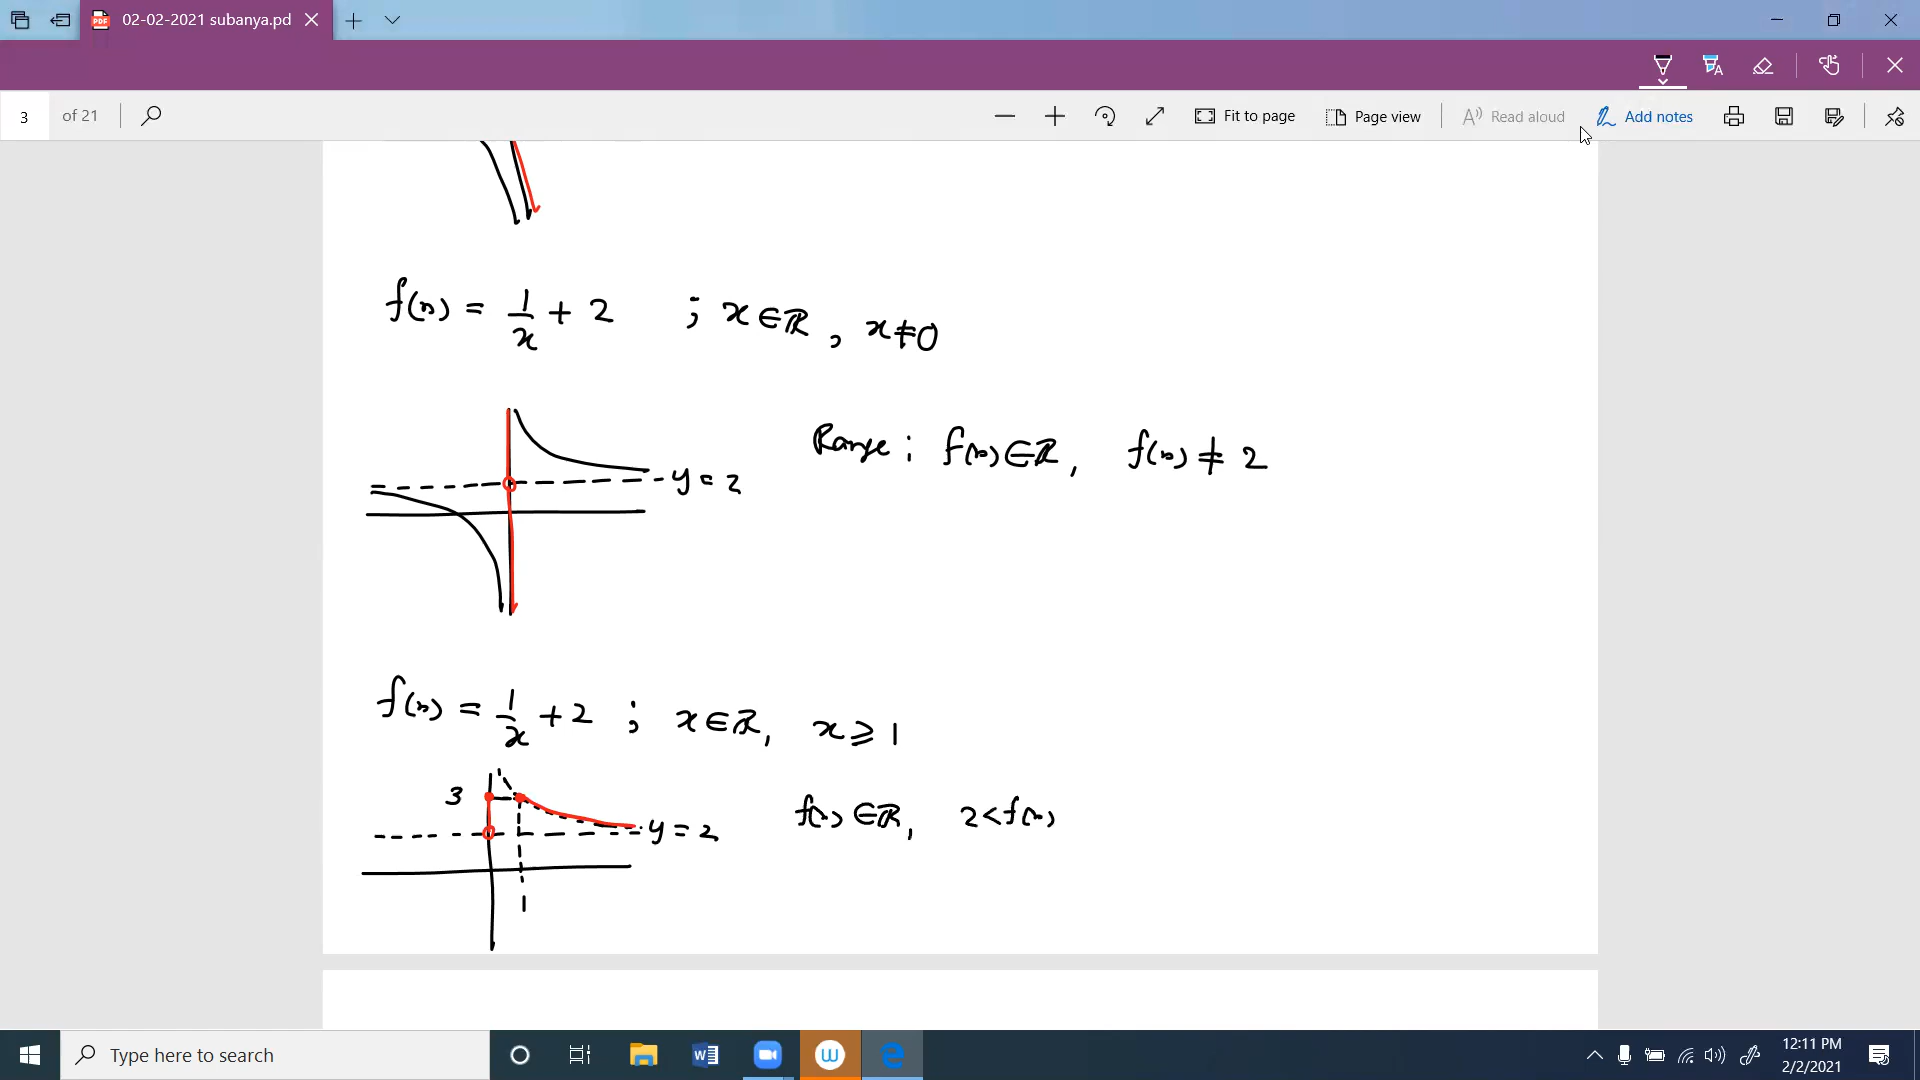 02-02-2021 subanya.pd
3 of 21
Fit to page
Page view
Read aloud
Add notes
f(x) = 1/x + 2 ; x ∈ ℝ, x ≠ 0
Range: f(x) ∈ ℝ, f(x) ≠ 2
y = 2
f(x) = 1/x + 2 ; x ∈ ℝ, x ⩾ 1
3
f(x) ∈ ℝ, 2 < f(x)
y = 2
1
Type here to search
12:11 PM
2/2/2021